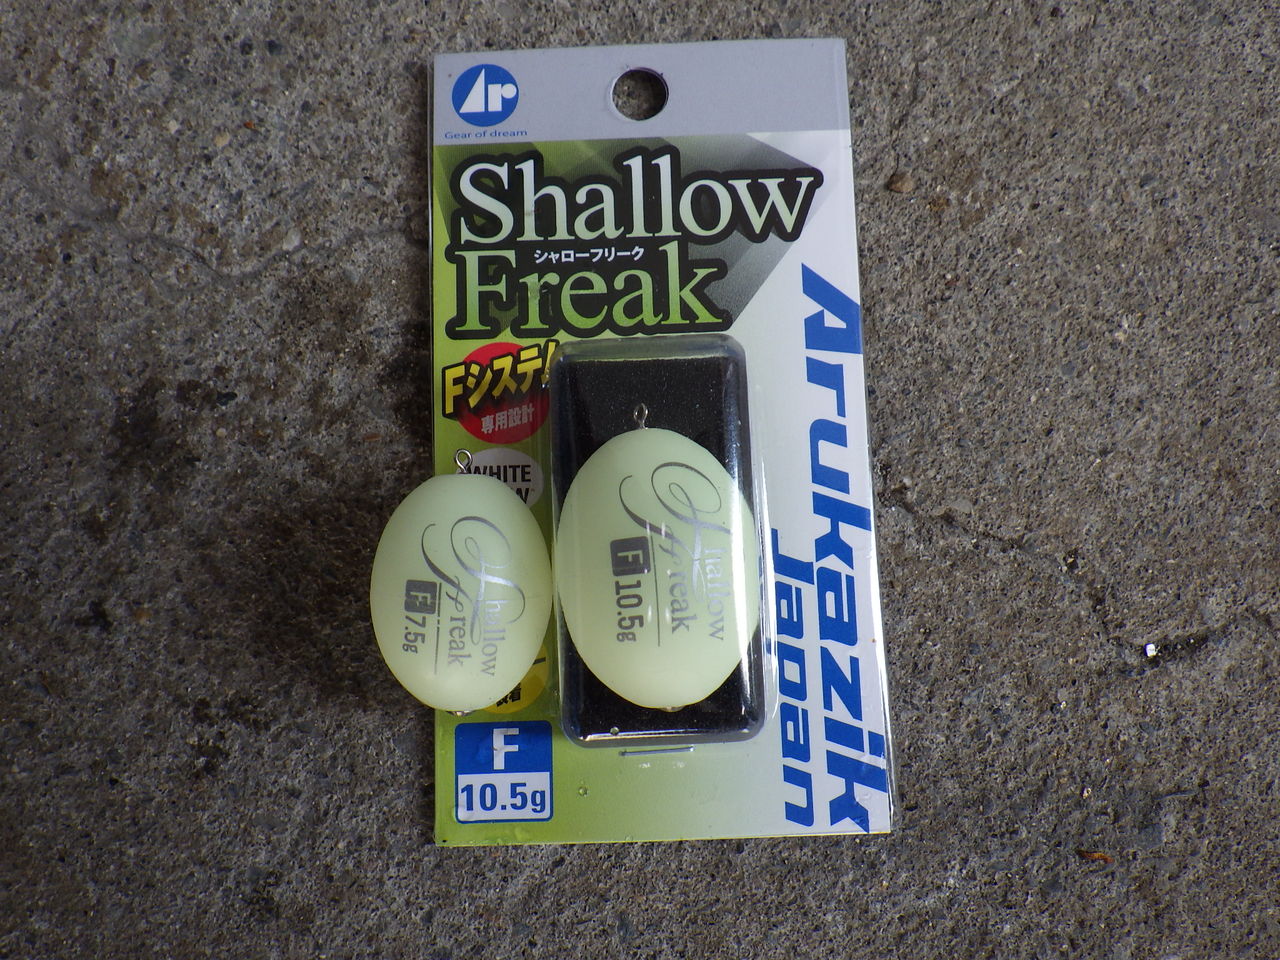 Ar
Gear of dream
Shallow
シャローフリーク
Freak
Fシステム
専用設計
WHITE
Shallow
Freak
F 7.5g
Shallow
Freak
F 10.5g
F
10.5g
Arukazik
Japan